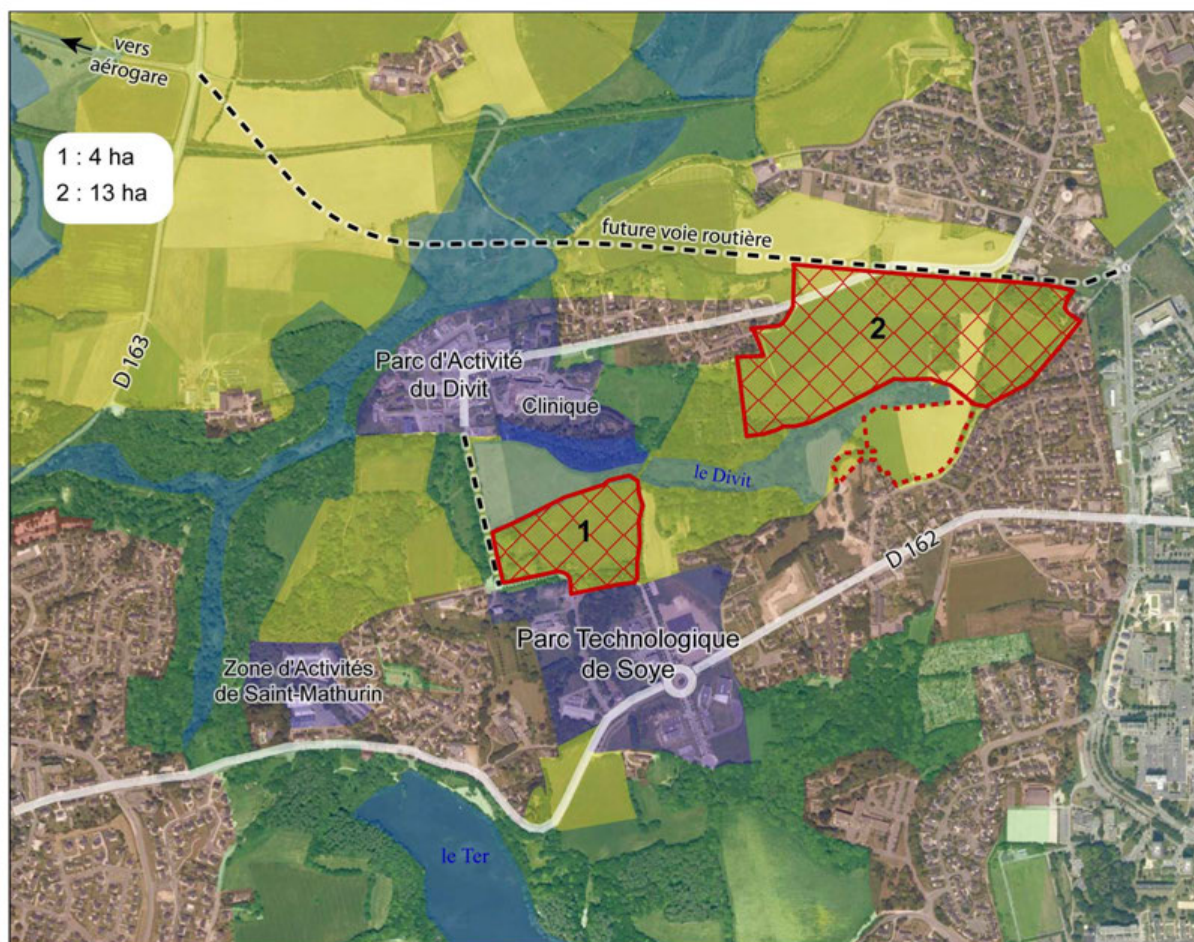 vers
aérogare
1 : 4 ha
2 : 13 ha
future voie routière
D 163
2
Parc d'Activité
du Divit
Clinique
le Divit
1
D 162
Parc Technologique
de Soye
Zone d'Activités
de Saint-Mathurin
le Ter